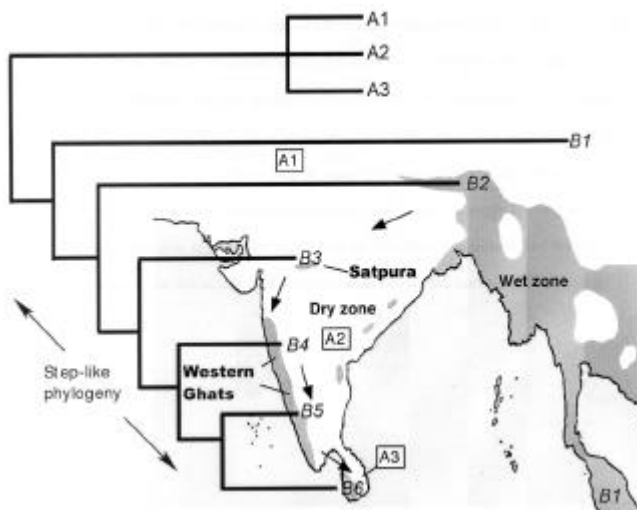 A1
A2
A3
B1
A1
B2
B3
Satpura
Wet zone
Dry zone
A2
B4
Step-like
phylogeny
Western
Ghats
B5
A3
B6
B1